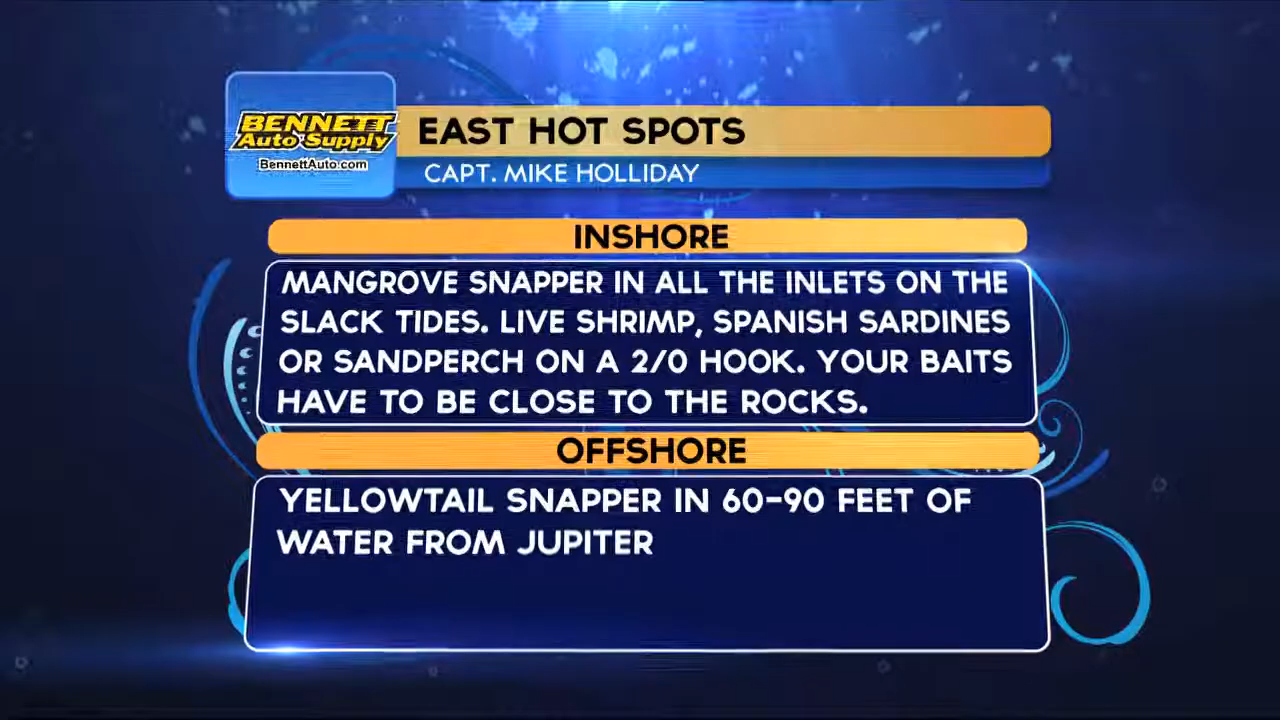 BENNETT
Auto Supply
BennettAuto.com
EAST HOT SPOTS
CAPT. MIKE HOLLIDAY
INSHORE
MANGROVE SNAPPER IN ALL THE INLETS ON THE
SLACK TIDES. LIVE SHRIMP, SPANISH SARDINES
OR SANDPERCH ON A 2/0 HOOK. YOUR BAITS
HAVE TO BE CLOSE TO THE ROCKS.
OFFSHORE
YELLOWTAIL SNAPPER IN 60-90 FEET OF
WATER FROM JUPITER